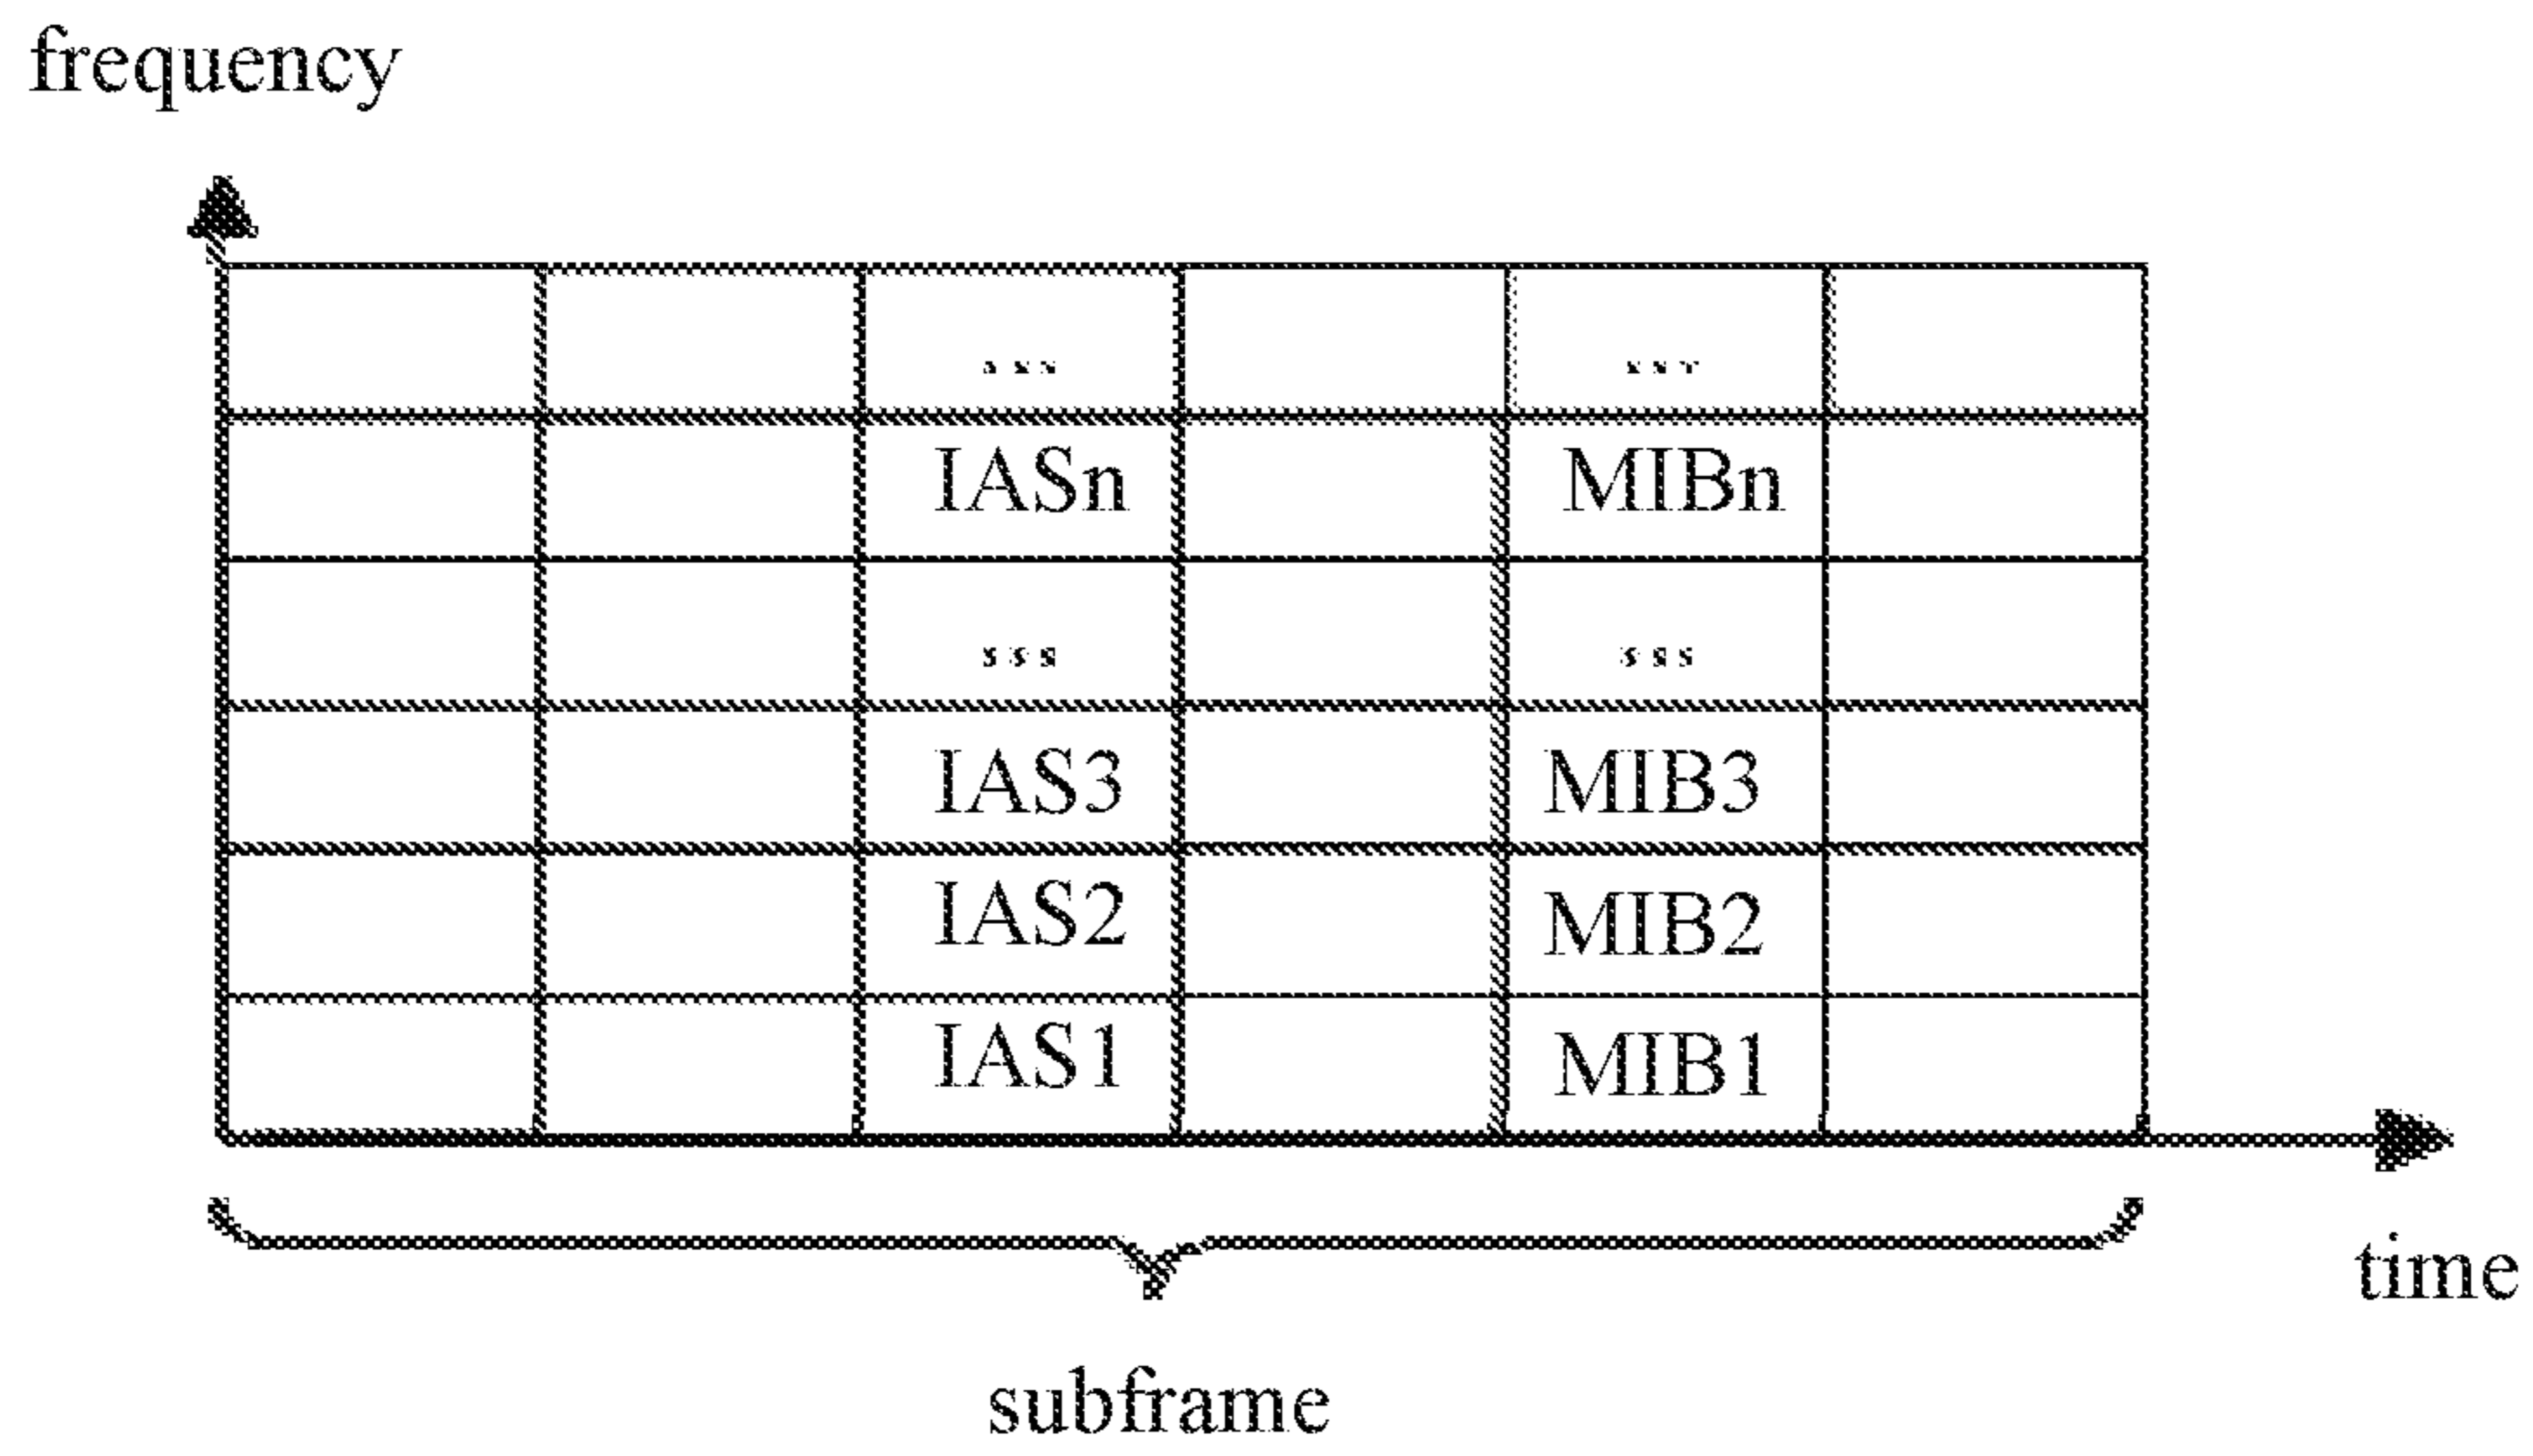 frequency
... ...
IASn MIBn
... ...
IAS3 MIB3
IAS2 MIB2
IAS1 MIB1
time
subframe